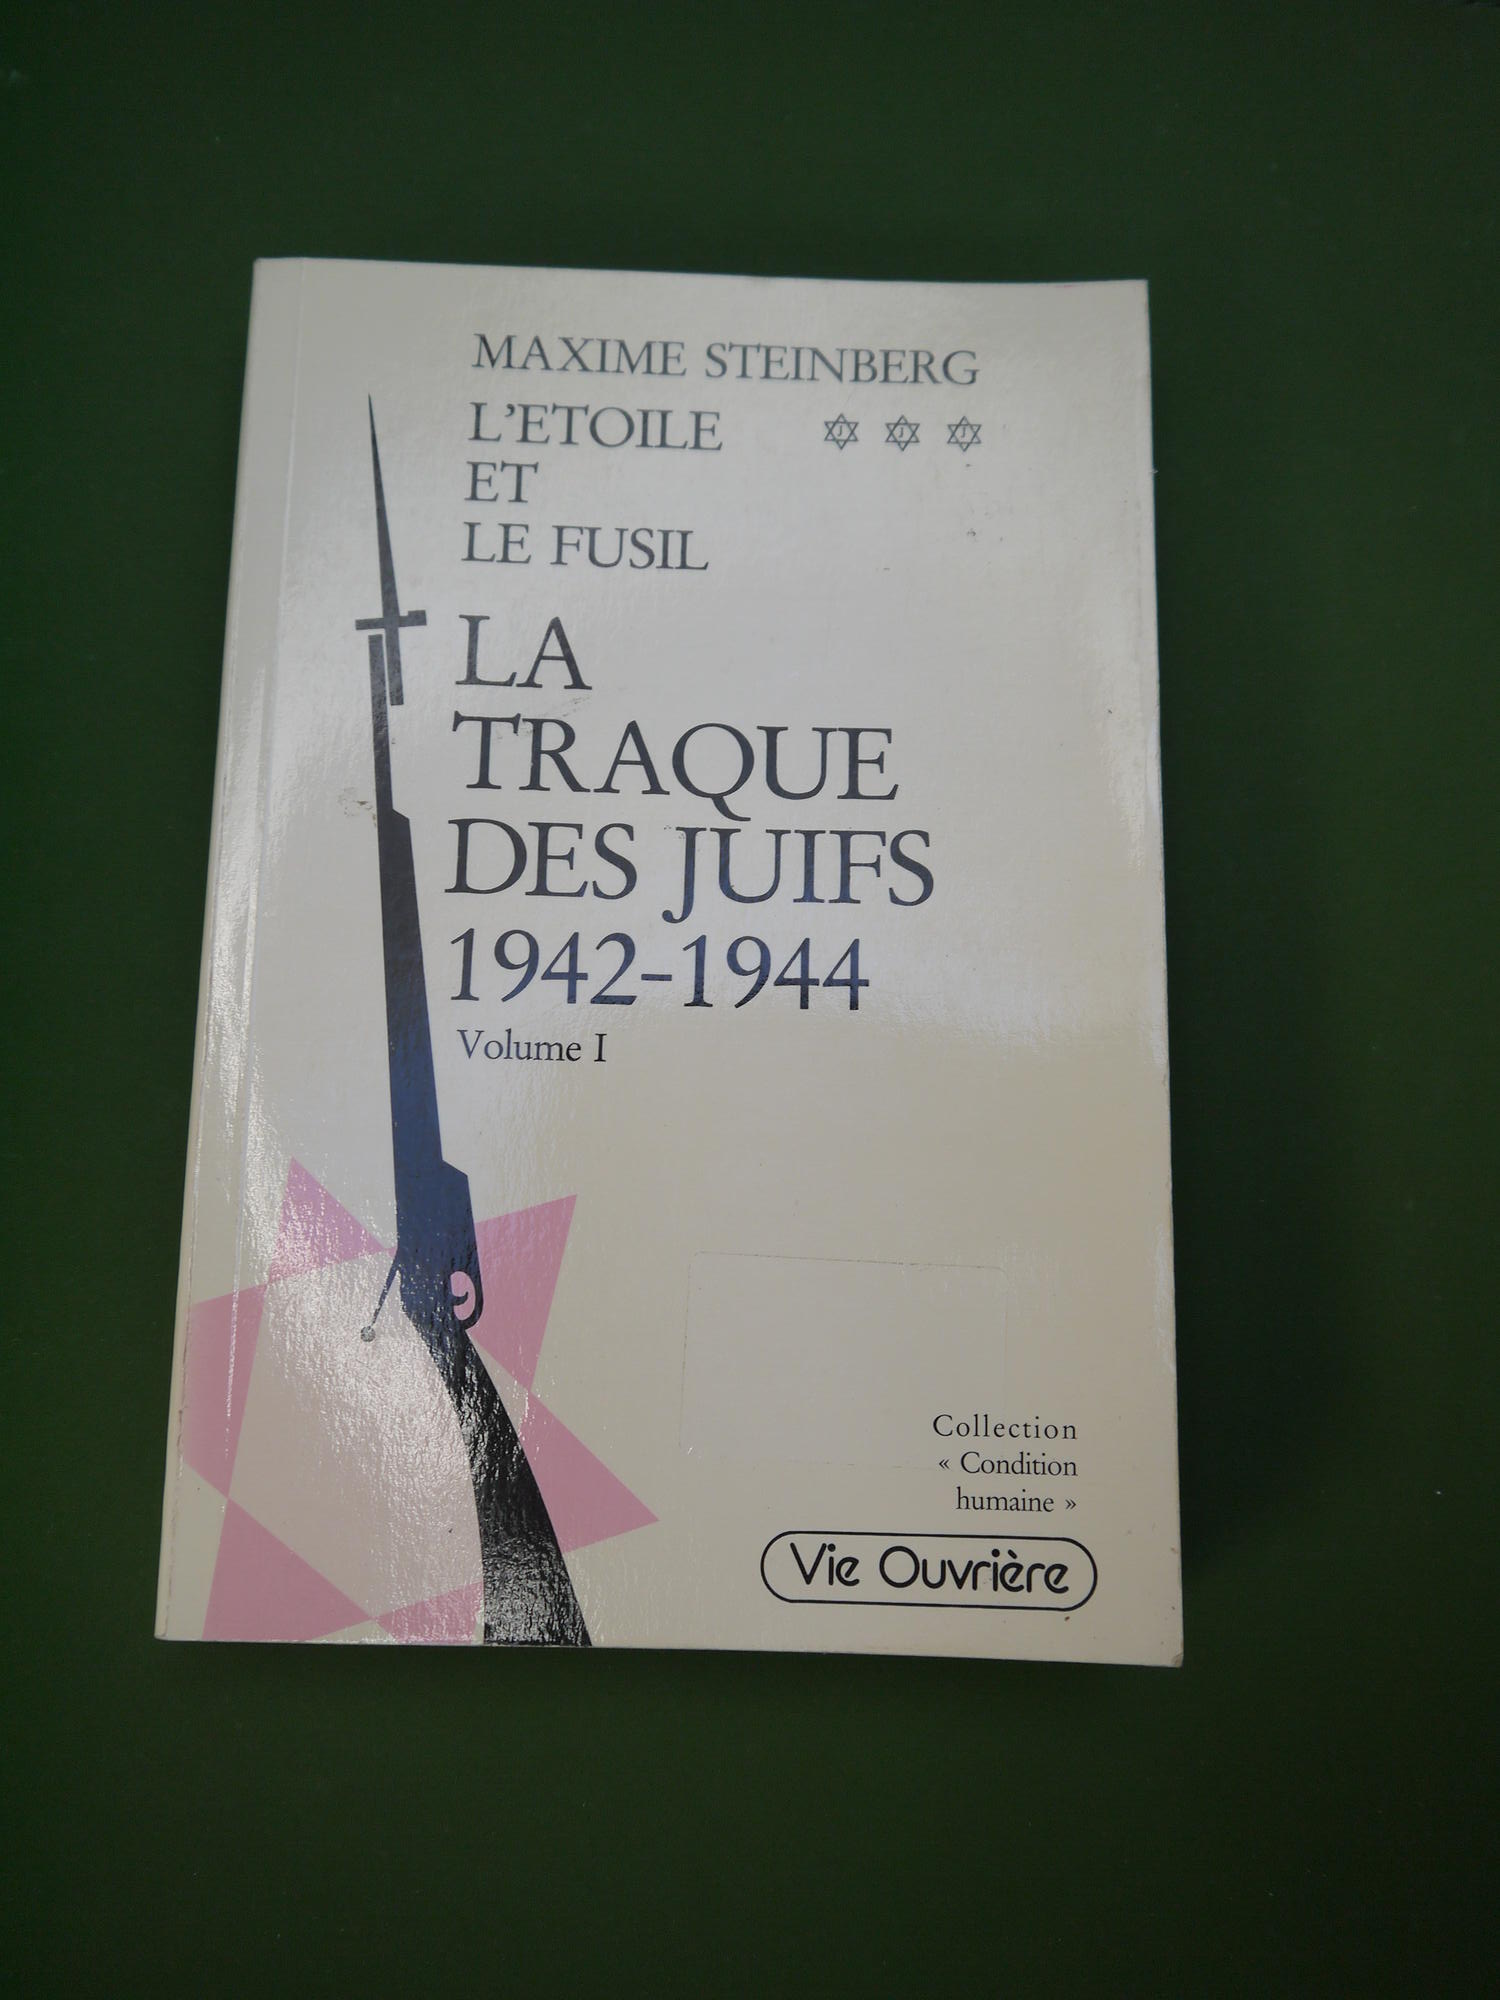 MAXIME STEINBERG
L'ETOILE
ET
LE FUSIL
J J J
LA
TRAQUE
DES JUIFS
1942-1944
Volume I
Collection
« Condition
humaine »
Vie Ouvrière